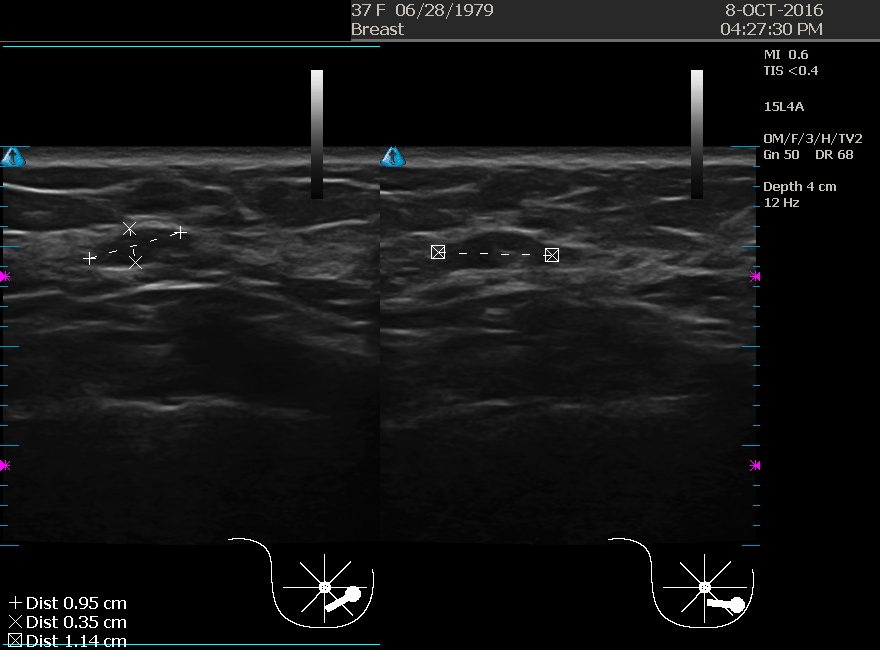 37 F 06/28/1979 8-OCT-2016
Breast 04:27:30 PM
MI 0.6
TIS <0.4
15L4A
OM/F/3/H/TV2
Gn 50 DR 68
Depth 4 cm
12 Hz
Dist 0.95 cm
Dist 0.35 cm
Dist 1.14 cm